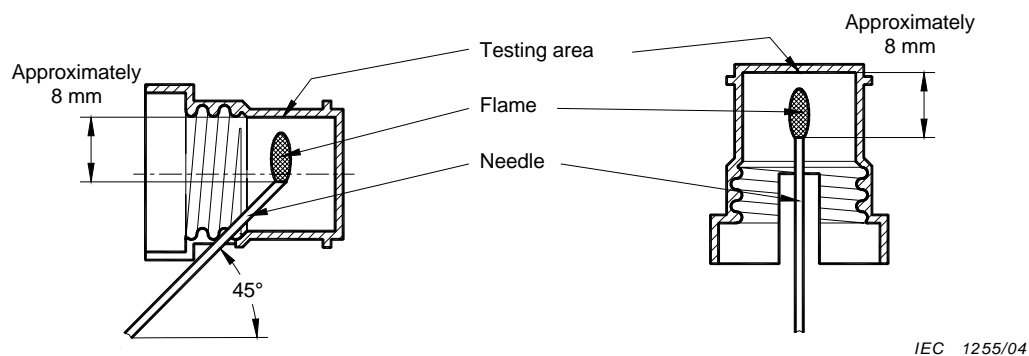 Approximately
8 mm
Testing area
Approximately
8 mm
Flame
Needle
45°
IEC 1255/04